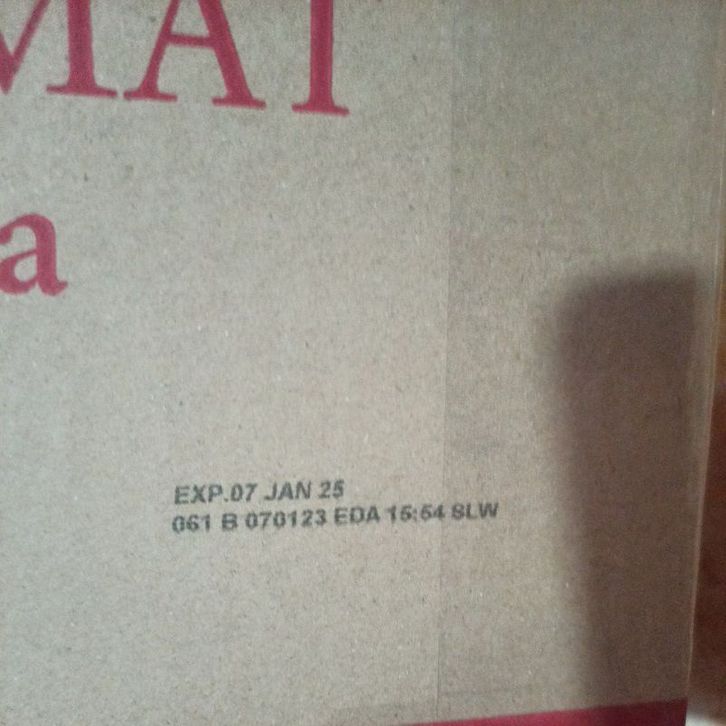 MAT
a
EXP.07 JAN 25
061 B 070123 EDA 15:54 SLW